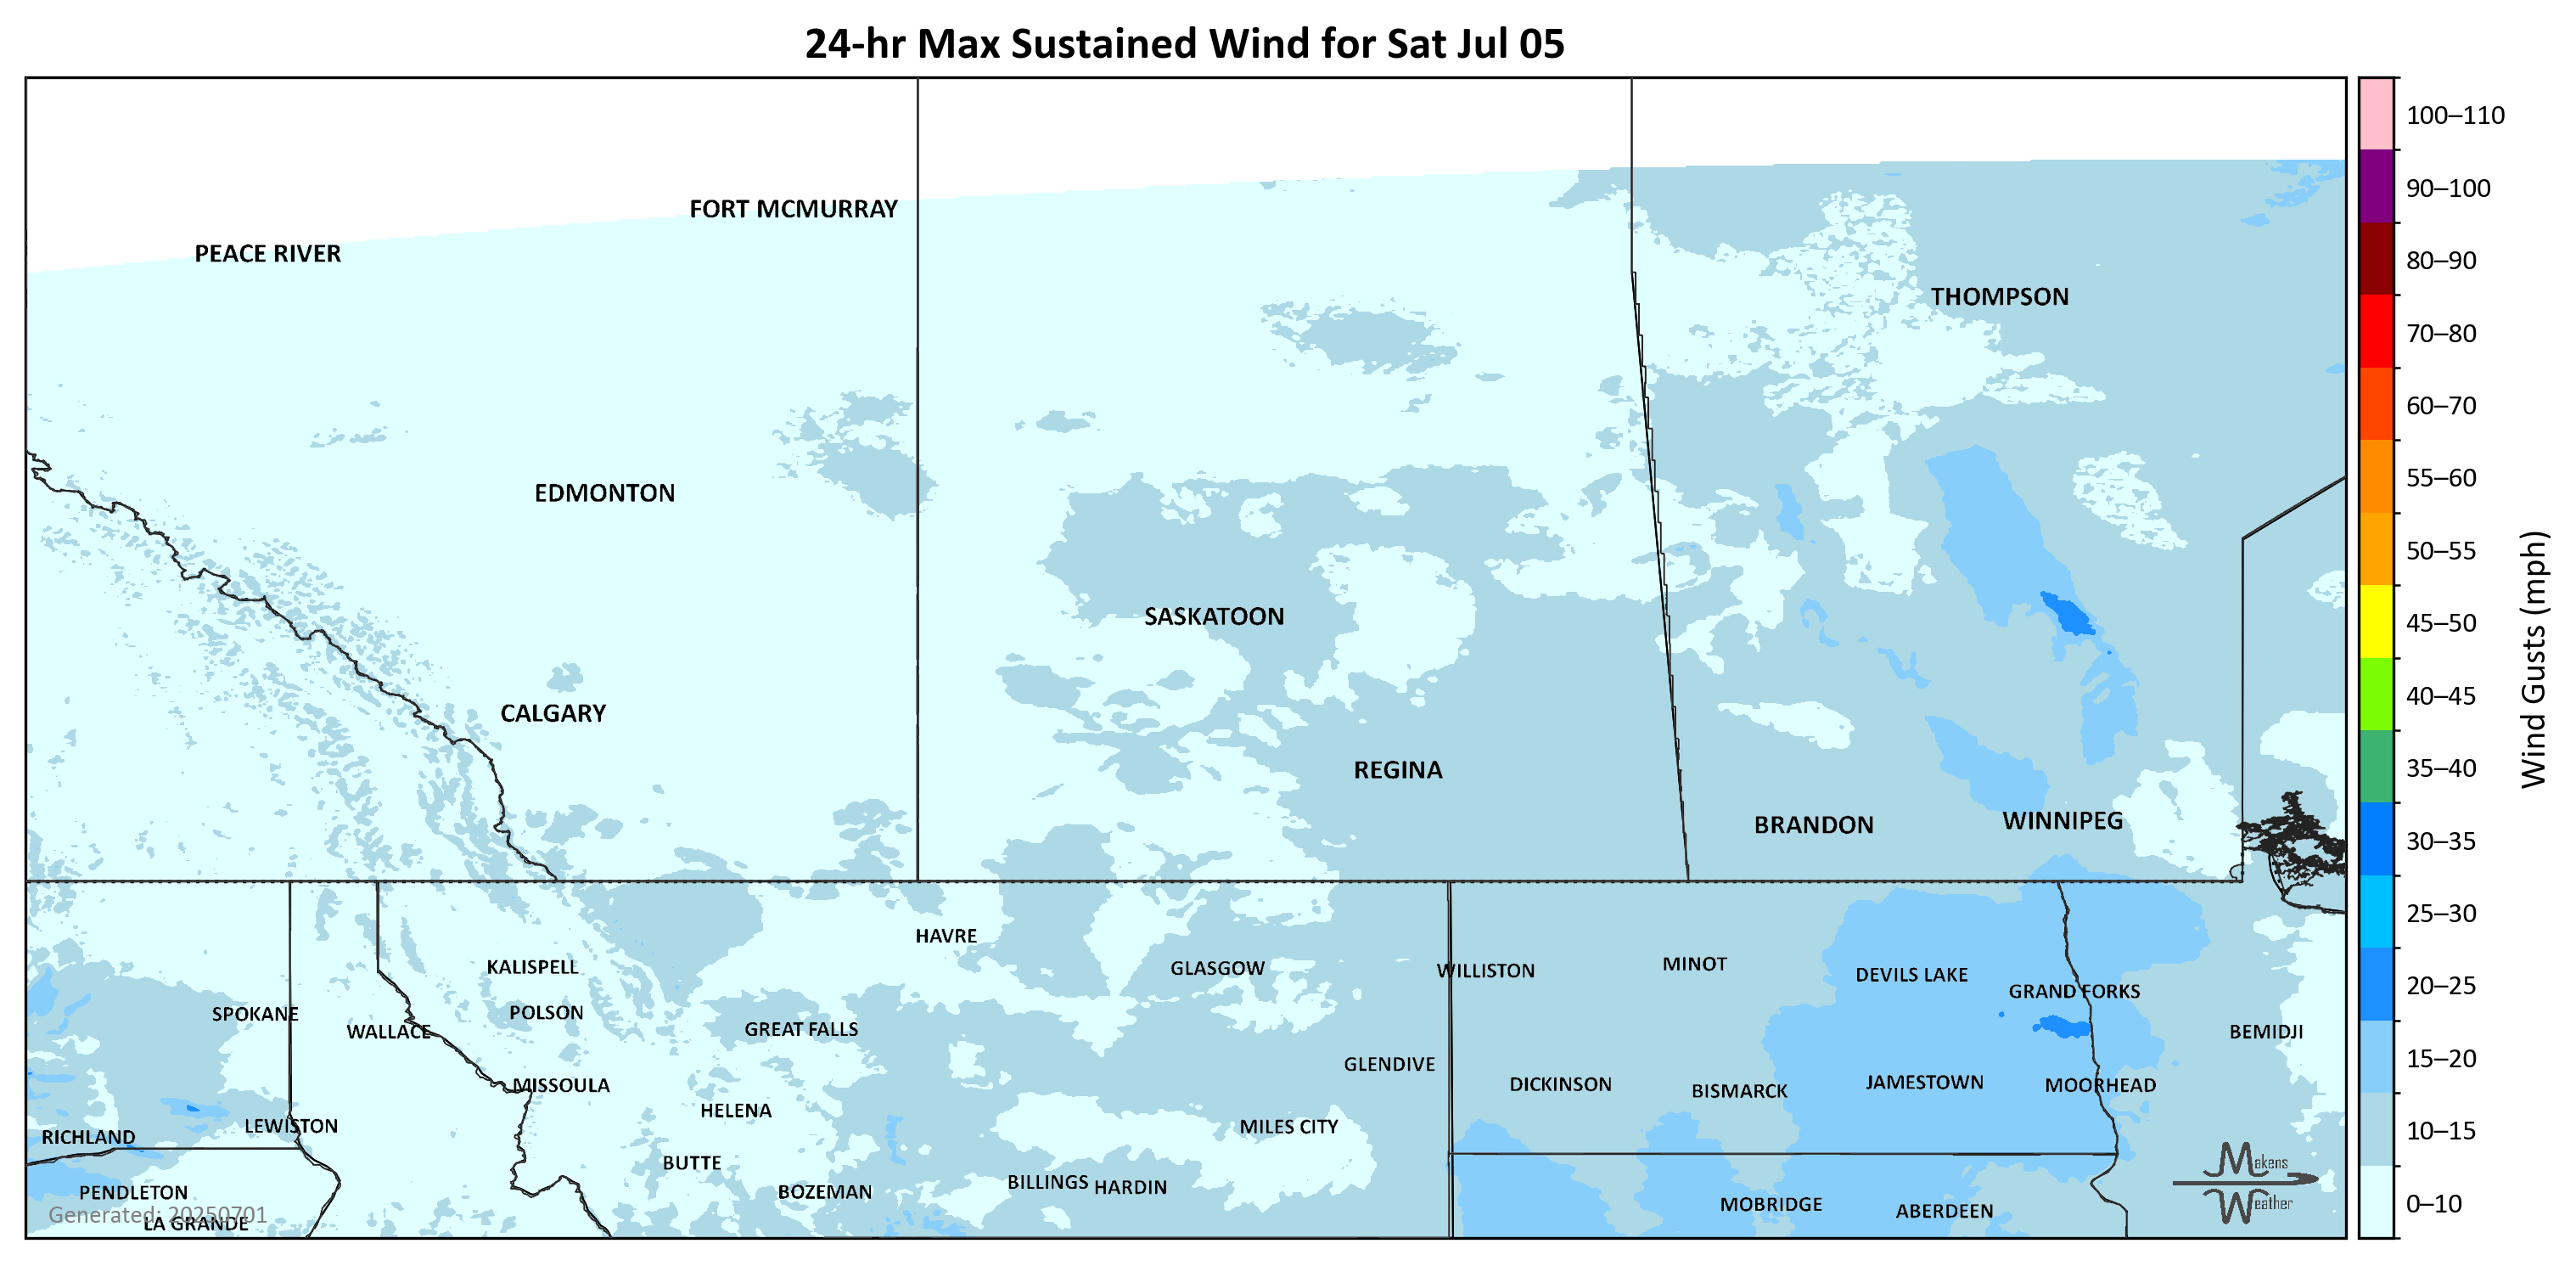 24-hr Max Sustained Wind for Sat Jul 05
FORT MCMURRAY
PEACE RIVER
THOMPSON
EDMONTON
SASKATOON
CALGARY
REGINA
BRANDON
WINNIPEG
HAVRE
KALISPELL
GLASGOW
WILLISTON
MINOT
DEVILS LAKE
GRAND FORKS
SPOKANE
POLSON
WALLACE
GREAT FALLS
BEMIDJI
GLENDIVE
MISSOULA
DICKINSON
BISMARCK
JAMESTOWN
MOORHEAD
HELENA
LEWISTON
MILES CITY
RICHLAND
BUTTE
BILLINGS
HARDIN
PENDLETON
BOZEMAN
MOBRIDGE
ABERDEEN
LA GRANDE
Generated: 20250701
Makens
Weather
100–110
90–100
80–90
70–80
60–70
55–60
50–55
45–50
40–45
35–40
30–35
25–30
20–25
15–20
10–15
0–10
Wind Gusts (mph)